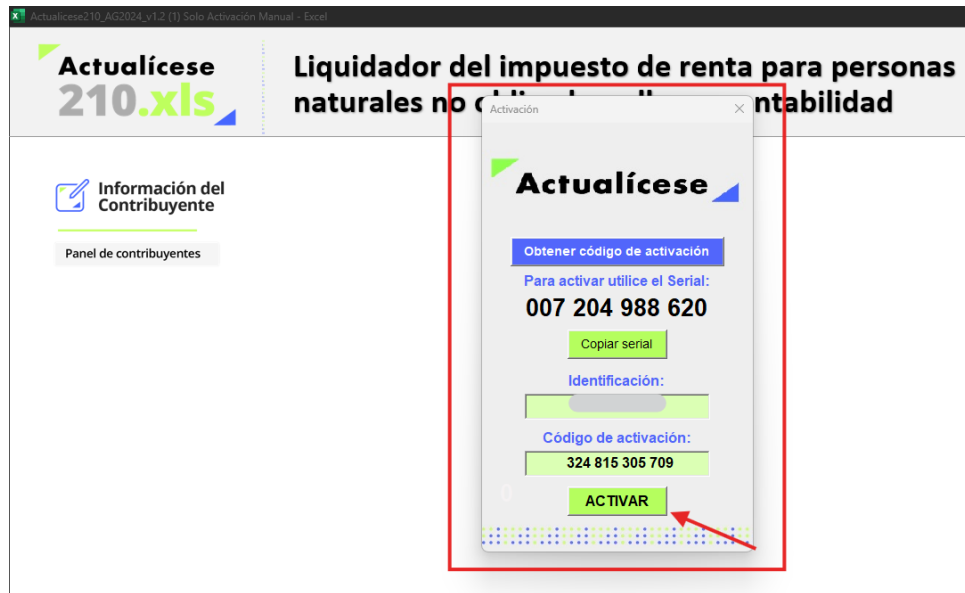 Actualicese210_AG2024_v1.2 (1) Solo Activación Manual - Excel
Actualícese
210.xls
Liquidador del impuesto de renta para personas
naturales no ntabilidad
Activación
Información del
Contribuyente
Panel de contribuyentes
Actualícese
Obtener código de activación
Para activar utilice el Serial:
007 204 988 620
Copiar serial
Identificación:
Código de activación:
324 815 305 709
0
ACTIVAR